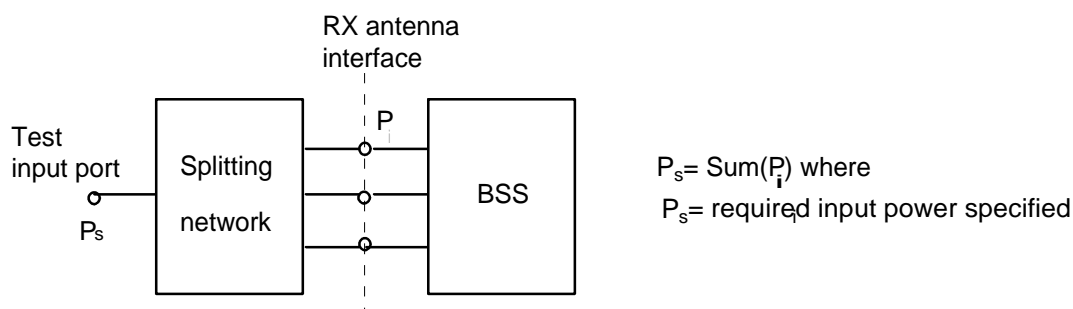 RX antenna
interface
Test
input port
Ps
Splitting
network
Pi
BSS
Ps= Sum(Pi) where
Ps= required input power specified